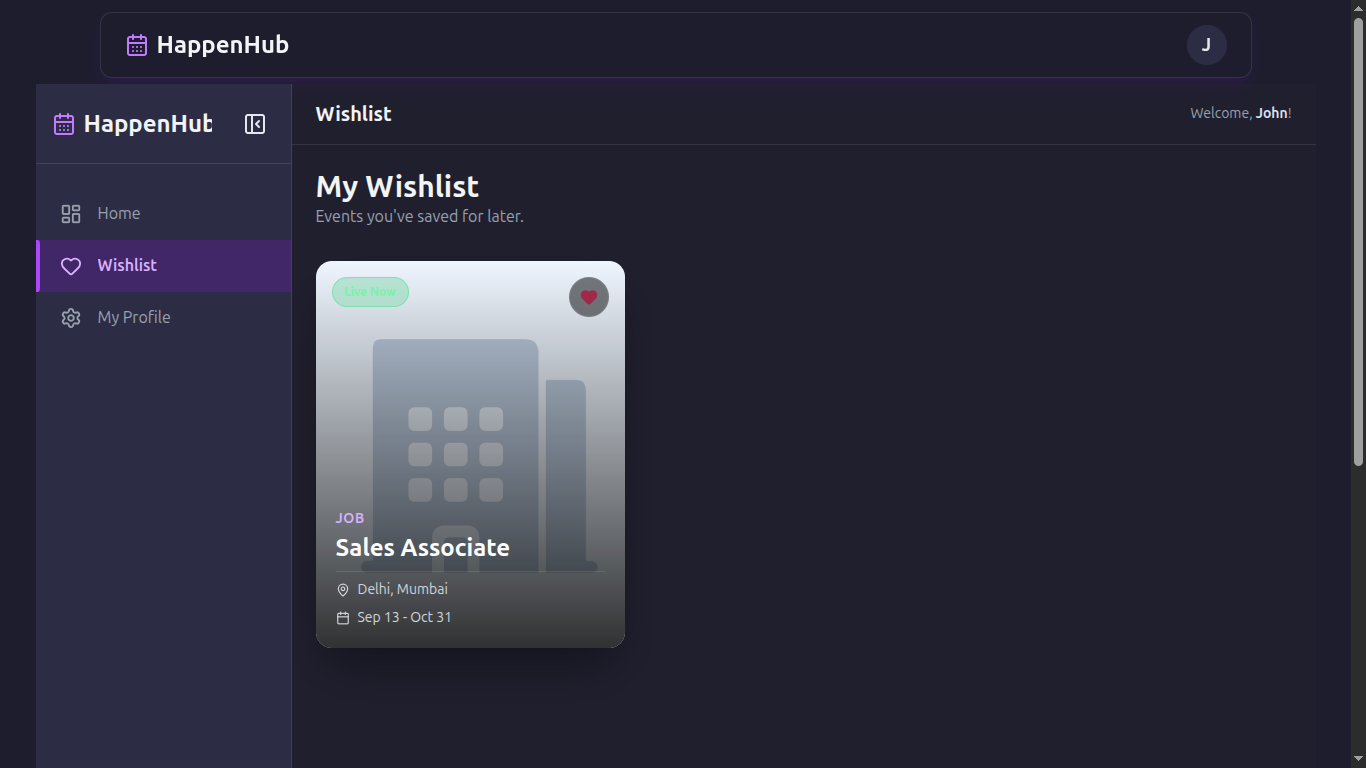 HappenHub
J
HappenHub
Wishlist
Welcome, John!
Home
Wishlist
My Profile
My Wishlist
Events you've saved for later.
Live Now
JOB
Sales Associate
Delhi, Mumbai
Sep 13 - Oct 31